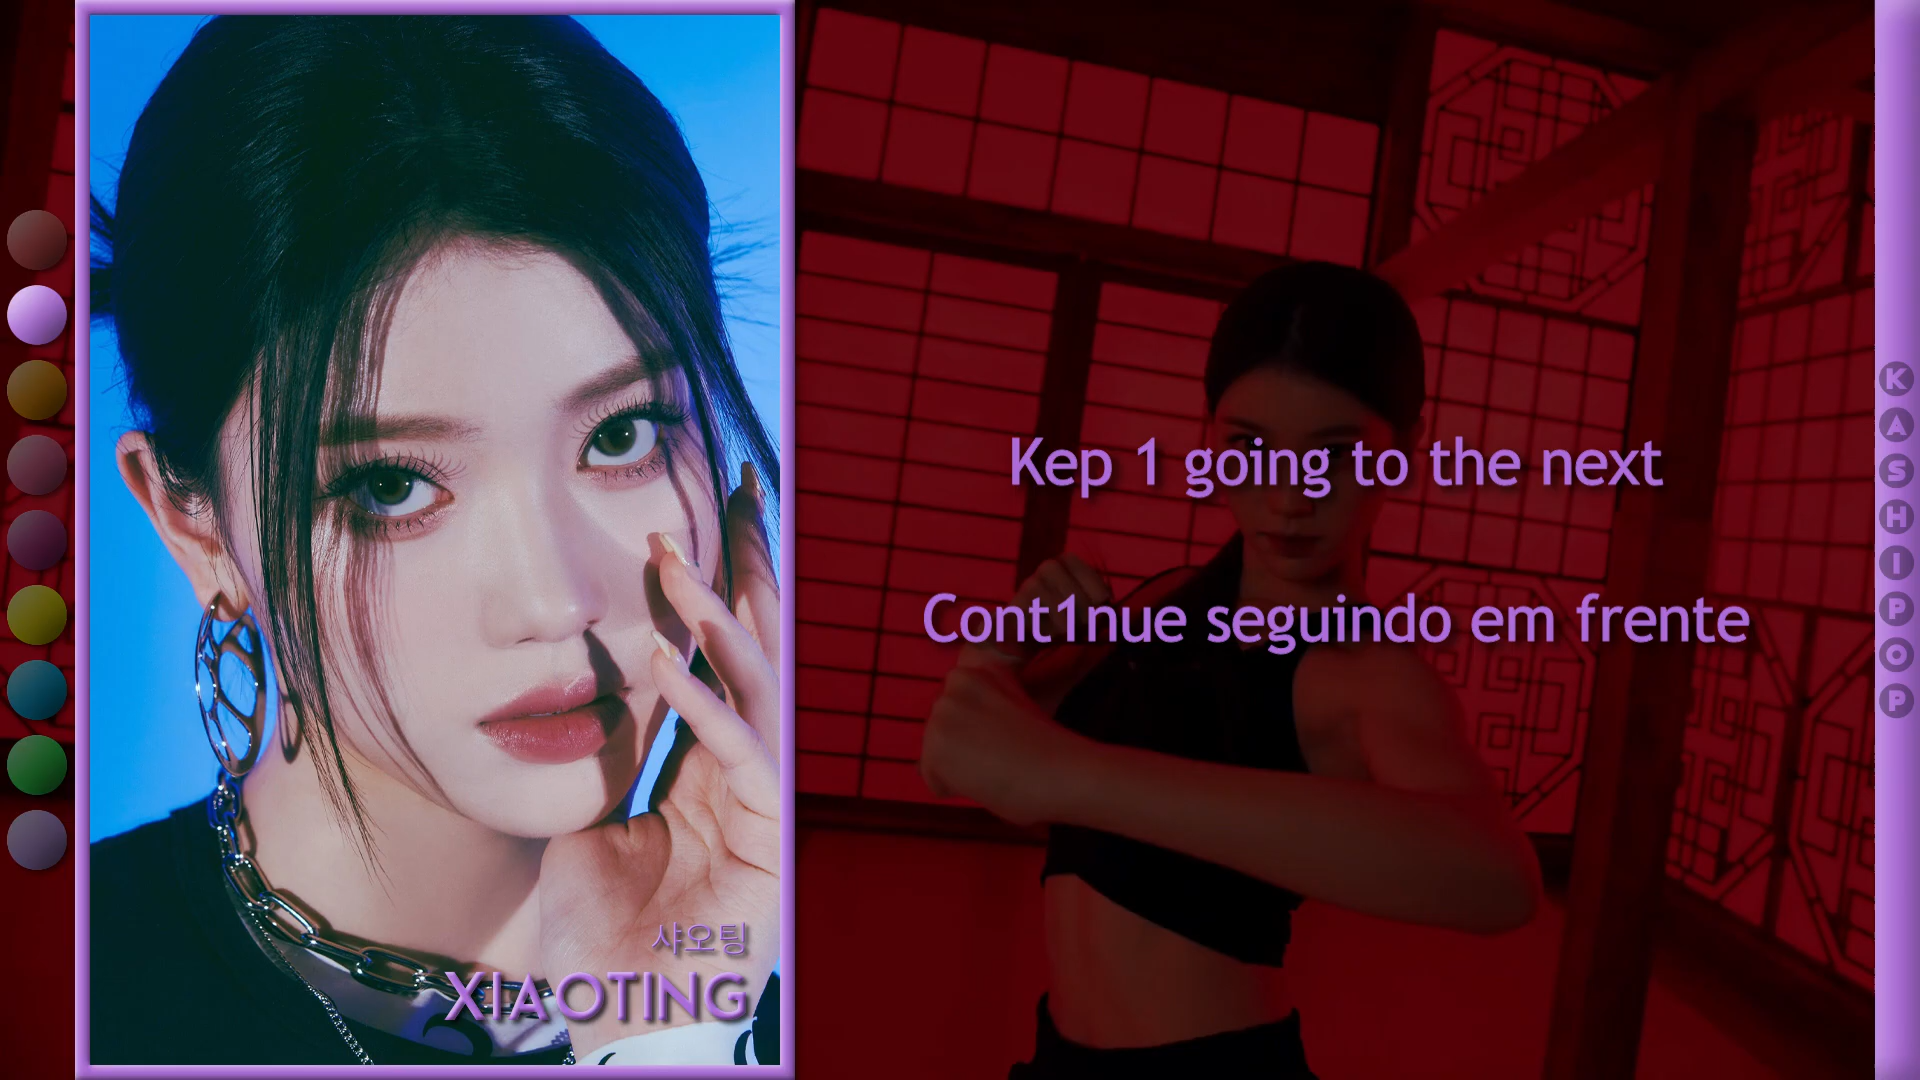 샤오팅
XIAOTING
Kep 1 going to the next
Cont1nue seguindo em frente
KASHIPOP